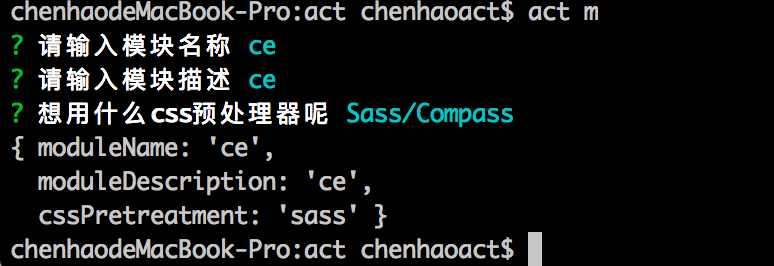 chenhaodeMacBook-Pro:act chenhaoact$ act m
? 请输入模块名称 ce
? 请输入模块描述 ce
? 想用什么css预处理器呢 Sass/Compass
{ moduleName: 'ce',
  moduleDescription: 'ce',
  cssPretreatment: 'sass' }
chenhaodeMacBook-Pro:act chenhaoact$